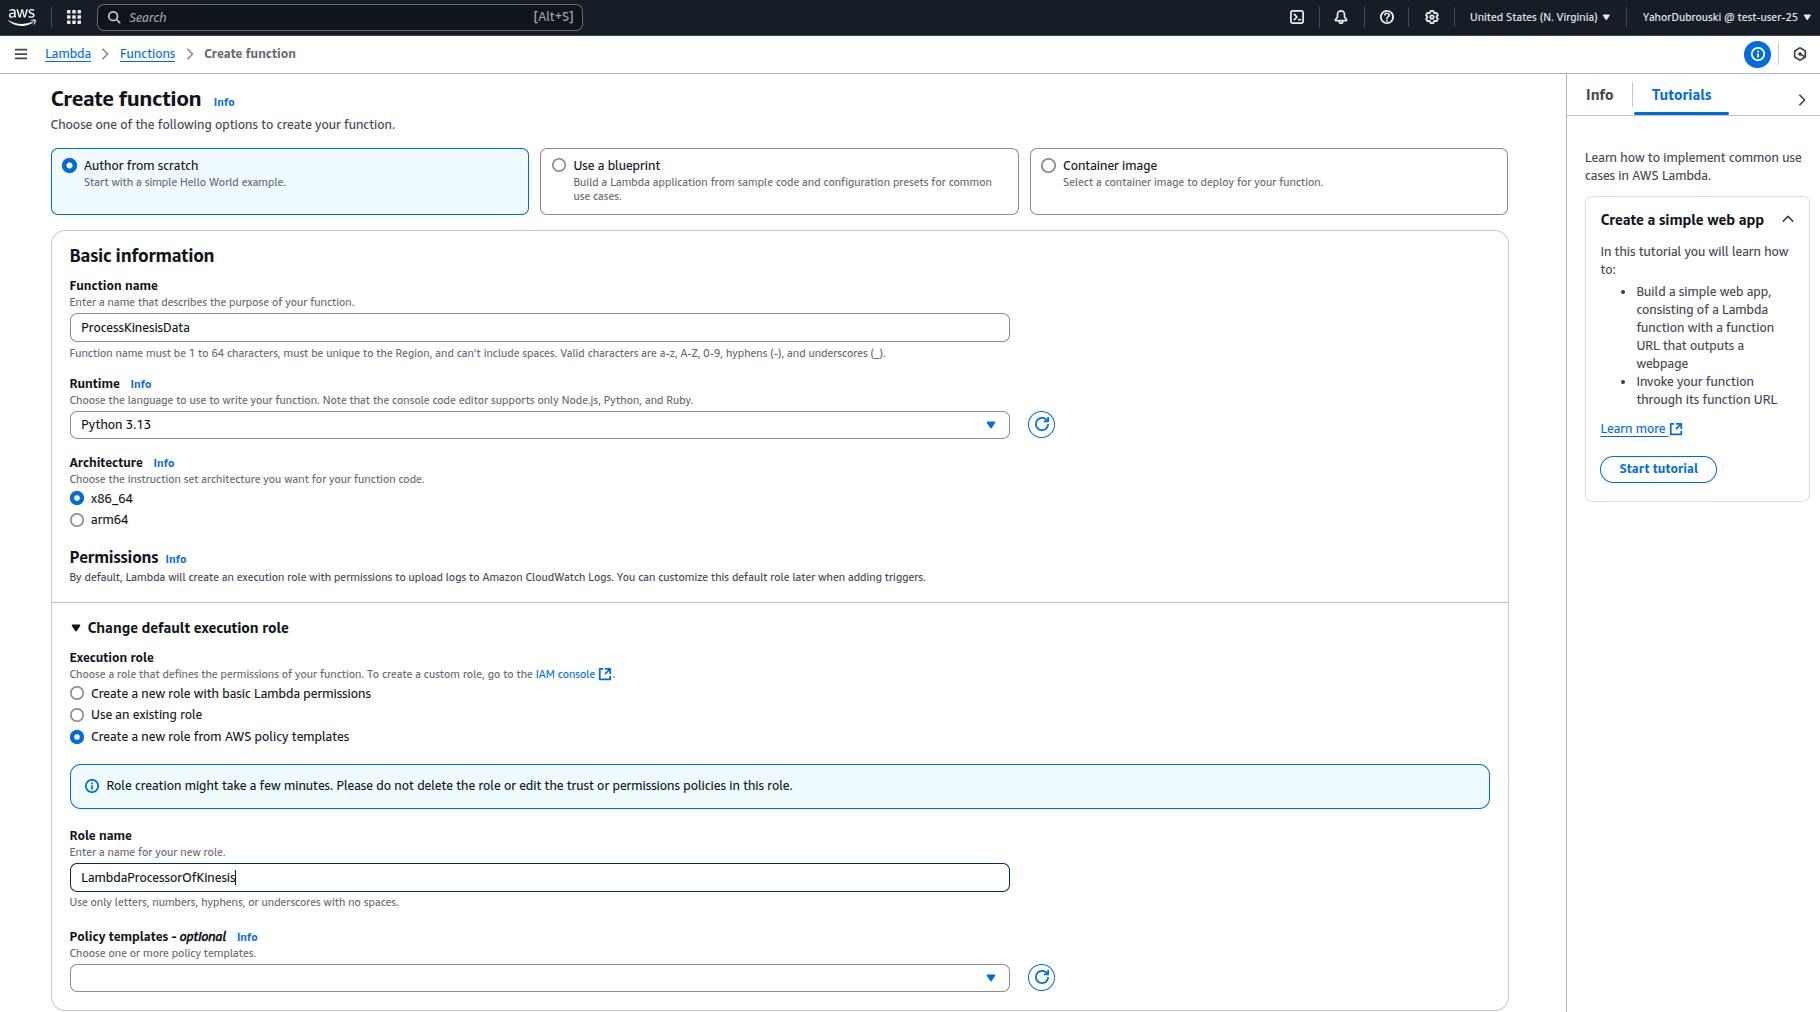 aws
Search [Alt+S]
United States (N. Virginia)
YahorDubrouski @ test-user-25
Lambda > Functions > Create function
Create function Info
Choose one of the following options to create your function.
Author from scratch
Start with a simple Hello World example.
Use a blueprint
Build a Lambda application from sample code and configuration presets for common
use cases.
Container image
Select a container image to deploy for your function.
Basic information
Function name
Enter a name that describes the purpose of your function.
ProcessKinesisData
Function name must be 1 to 64 characters, must be unique to the Region, and can't include spaces. Valid characters are a-z, A-Z, 0-9, hyphens (-), and underscores (_).
Runtime Info
Choose the language to use to write your function. Note that the console code editor supports only Node.js, Python, and Ruby.
Python 3.13
Architecture Info
Choose the instruction set architecture you want for your function code.
x86_64
arm64
Permissions Info
By default, Lambda will create an execution role with permissions to upload logs to Amazon CloudWatch Logs. You can customize this default role later when adding triggers.
Change default execution role
Execution role
Choose a role that defines the permissions of your function. To create a custom role, go to the IAM console.
Create a new role with basic Lambda permissions
Use an existing role
Create a new role from AWS policy templates
Role creation might take a few minutes. Please do not delete the role or edit the trust or permissions policies in this role.
Role name
Enter a name for your new role.
LambdaProcessorOfKinesis
Use only letters, numbers, hyphens, or underscores with no spaces.
Policy templates - optional Info
Choose one or more policy templates.
Info
Tutorials
Learn how to implement common use
cases in AWS Lambda.
Create a simple web app
In this tutorial you will learn how
to:
• Build a simple web app,
consisting of a Lambda
function with a function
URL that outputs a
webpage
• Invoke your function
through its function URL
Learn more
Start tutorial